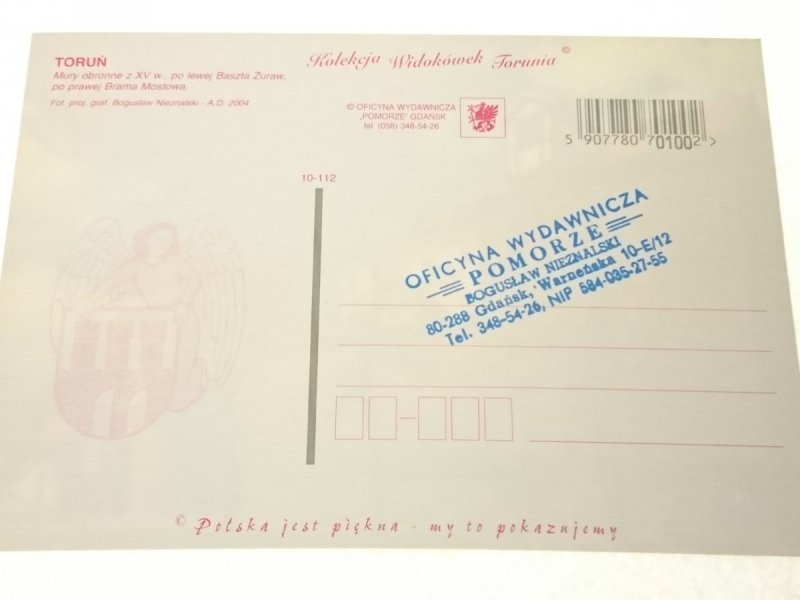 TORUŃ
Mury obronne z XV w., po lewej Baszta Żuraw,
po prawej Brama Mostowa
Fot. proj. graf. Bogusław Nieznalski - A.D. 2004
Kolekcja Widokówek Torunia ©
© OFICYNA WYDAWNICZA
„POMORZE" GDAŃSK
tel. (058) 348-54-26
5 907780 701002 >
10-112
OFICYNA WYDAWNICZA
POMORZE
BOGUSŁAW NIEZNALSKI
80-288 Gdańsk, Warneńska 10-E/12
Tel. 348-54-26, NIP 584-035-27-55
© Polska jest piękna - my to pokazujemy